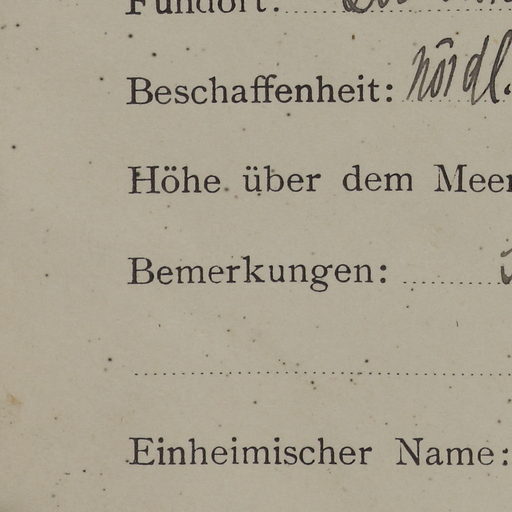 Fundort:
Beschaffenheit: nördl.
Höhe über dem Meer
Bemerkungen:
Einheimischer Name: